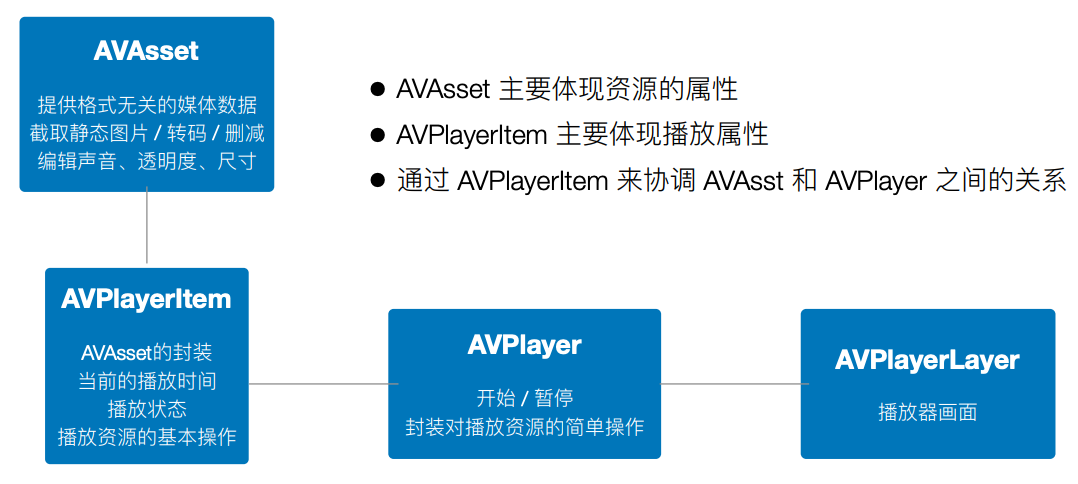 AVAsset
提供格式无关的媒体数据
截取静态图片 / 转码 / 删减
编辑声音、透明度、尺寸
● AVAsset 主要体现资源的属性
● AVPlayerItem 主要体现播放属性
● 通过 AVPlayerItem 来协调 AVAsst 和 AVPlayer 之间的关系
AVPlayerItem
AVAsset的封装
当前的播放时间
播放状态
播放资源的基本操作
AVPlayer
开始 / 暂停
封装对播放资源的简单操作
AVPlayerLayer
播放器画面